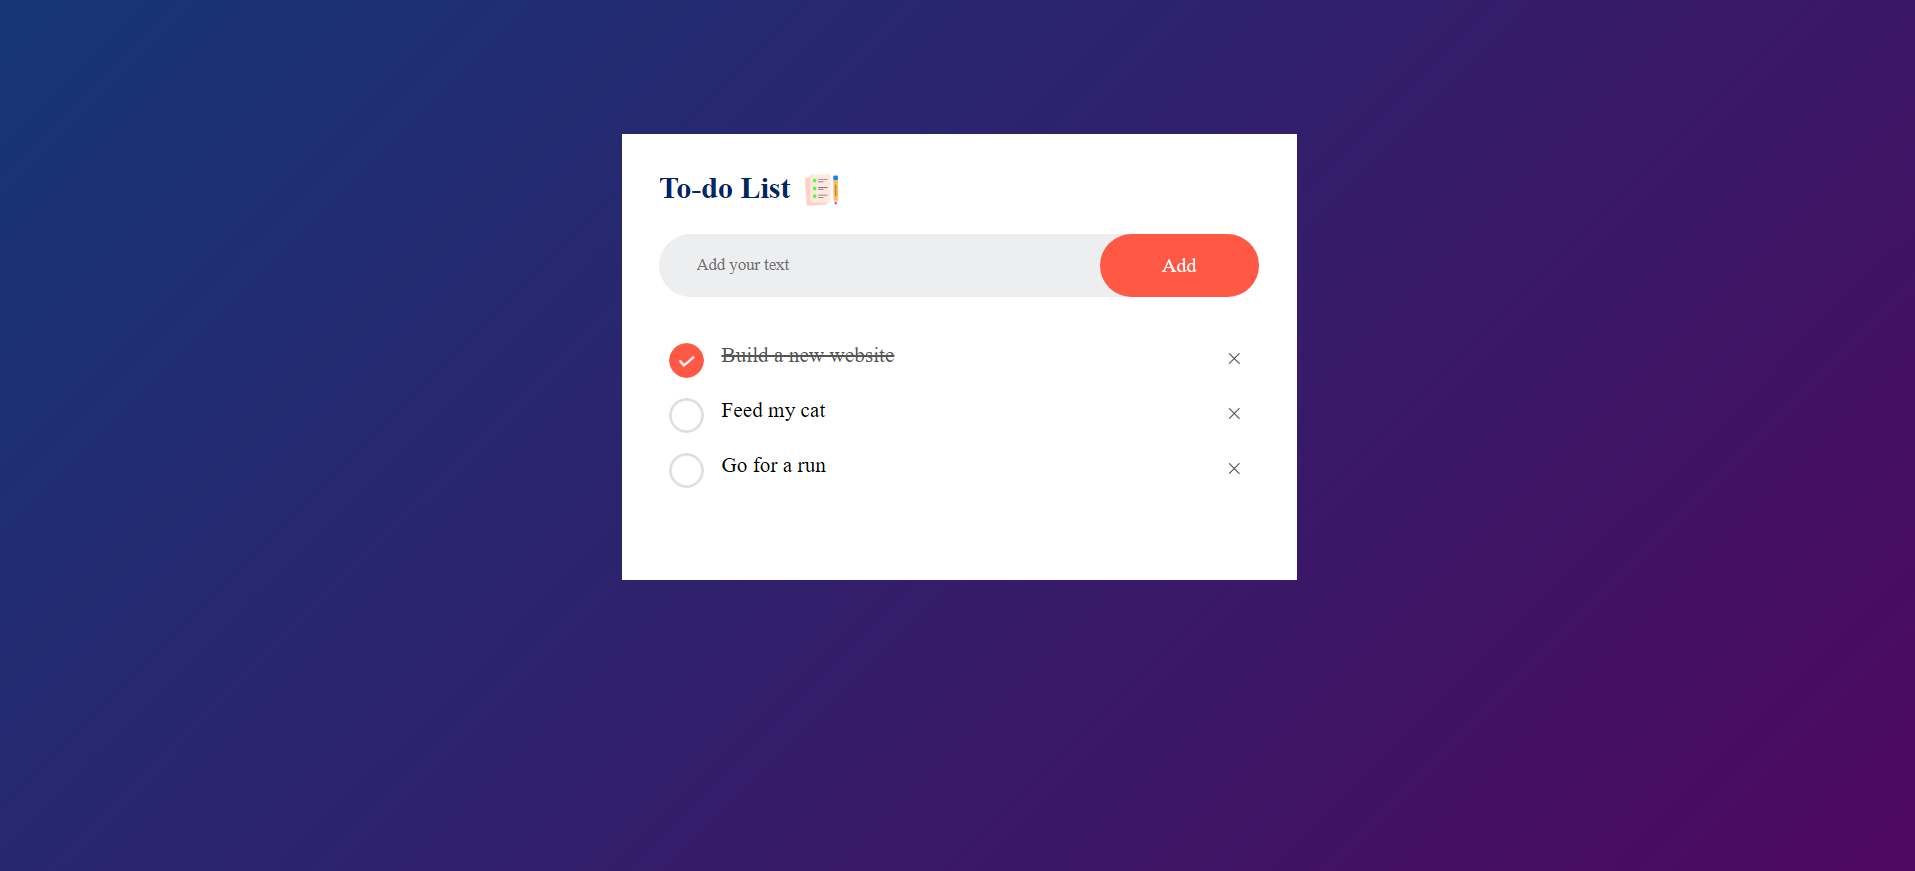 To-do List
Add your text
Add
Build a new website
Feed my cat
Go for a run